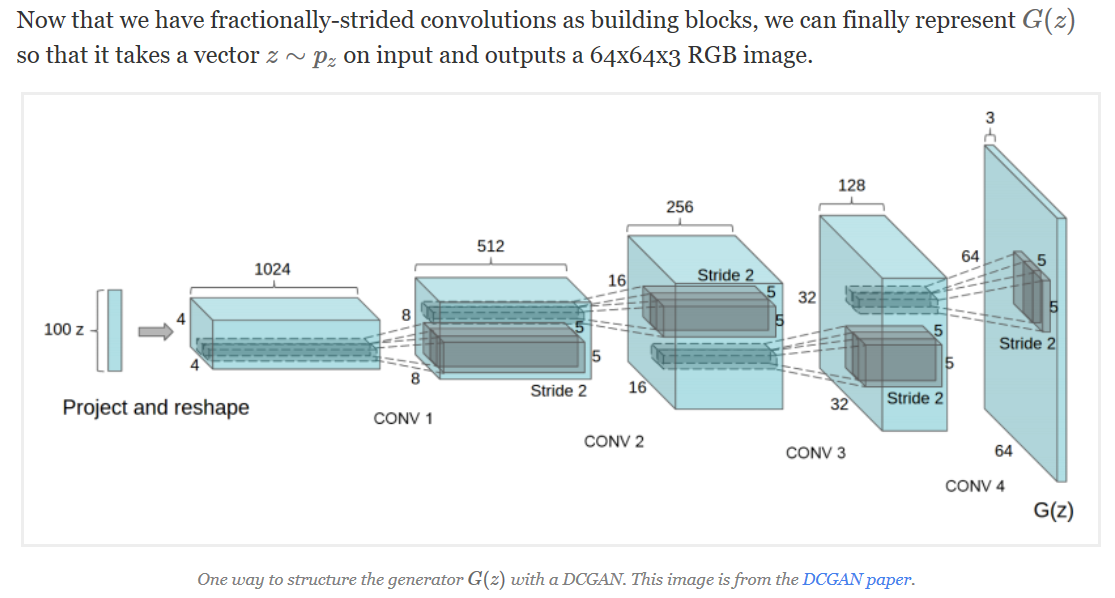 Now that we have fractionally-strided convolutions as building blocks, we can finally represent G(z)
so that it takes a vector z ∼ p_z on input and outputs a 64x64x3 RGB image.
3
128
256
512
64
5
1024
16
Stride 2
5
32
8
5
5
4
5
5
100 z
Stride 2
5
5
4
8
Stride 2
16
32
Stride 2
Project and reshape
CONV 1
CONV 2
CONV 3
64
CONV 4
G(z)
One way to structure the generator G(z) with a DCGAN. This image is from the DCGAN paper.